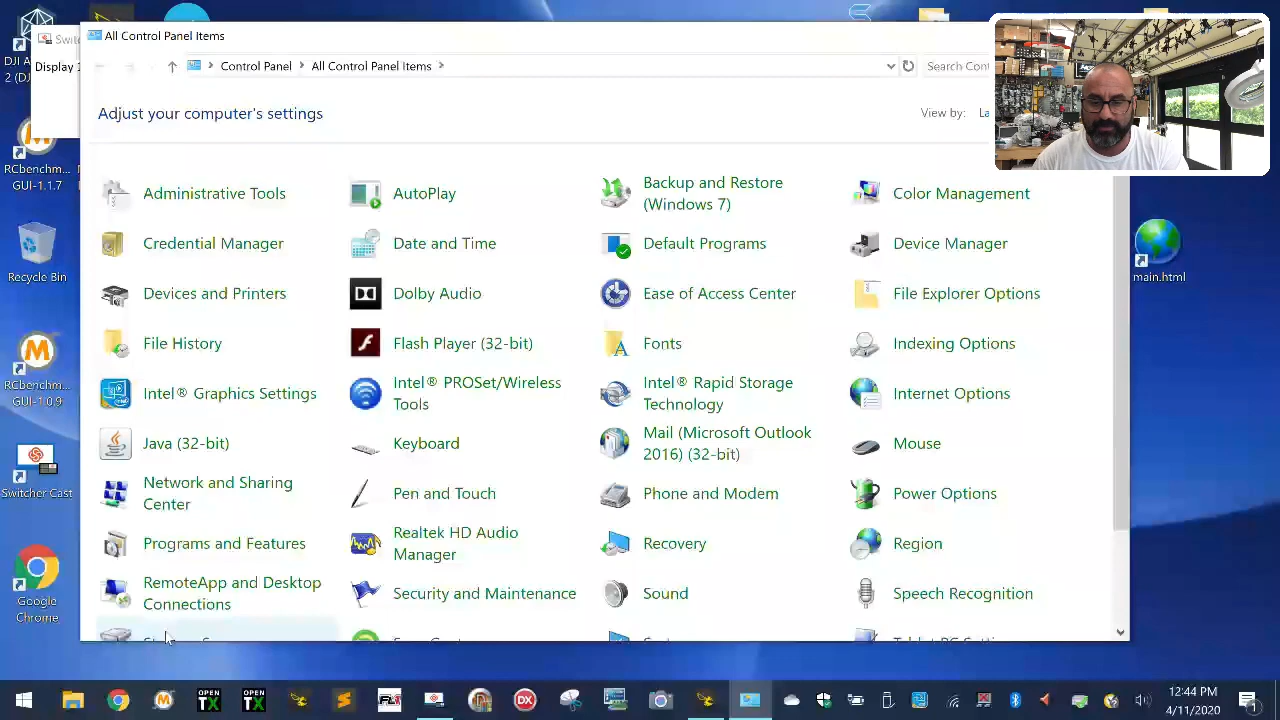 All Control Panel Items
Control Panel
All Control Panel Items
Search Cont
Adjust your computer's settings
View by:
La
Administrative Tools
AutoPlay
Backup and Restore
(Windows 7)
Color Management
Credential Manager
Date and Time
Default Programs
Device Manager
Devices and Printers
Dolby Audio
Ease of Access Center
File Explorer Options
File History
Flash Player (32-bit)
Fonts
Indexing Options
Intel® Graphics Settings
Intel® PROSet/Wireless
Tools
Intel® Rapid Storage
Technology
Internet Options
Java (32-bit)
Keyboard
Mail (Microsoft Outlook
2016) (32-bit)
Mouse
Network and Sharing
Center
Pen and Touch
Phone and Modem
Power Options
Programs and Features
Realtek HD Audio
Manager
Recovery
Region
RemoteApp and Desktop
Connections
Security and Maintenance
Sound
Speech Recognition
DJI A
2 (DJ
Switc
Display 1
RCbenchm...
GUI-1.1.7
Recycle Bin
RCbenchm...
GUI-1.0.9
Switcher Cast
Google
Chrome
main.html
OPEN
TX
OPEN
TX
DX
12:44 PM
4/11/2020